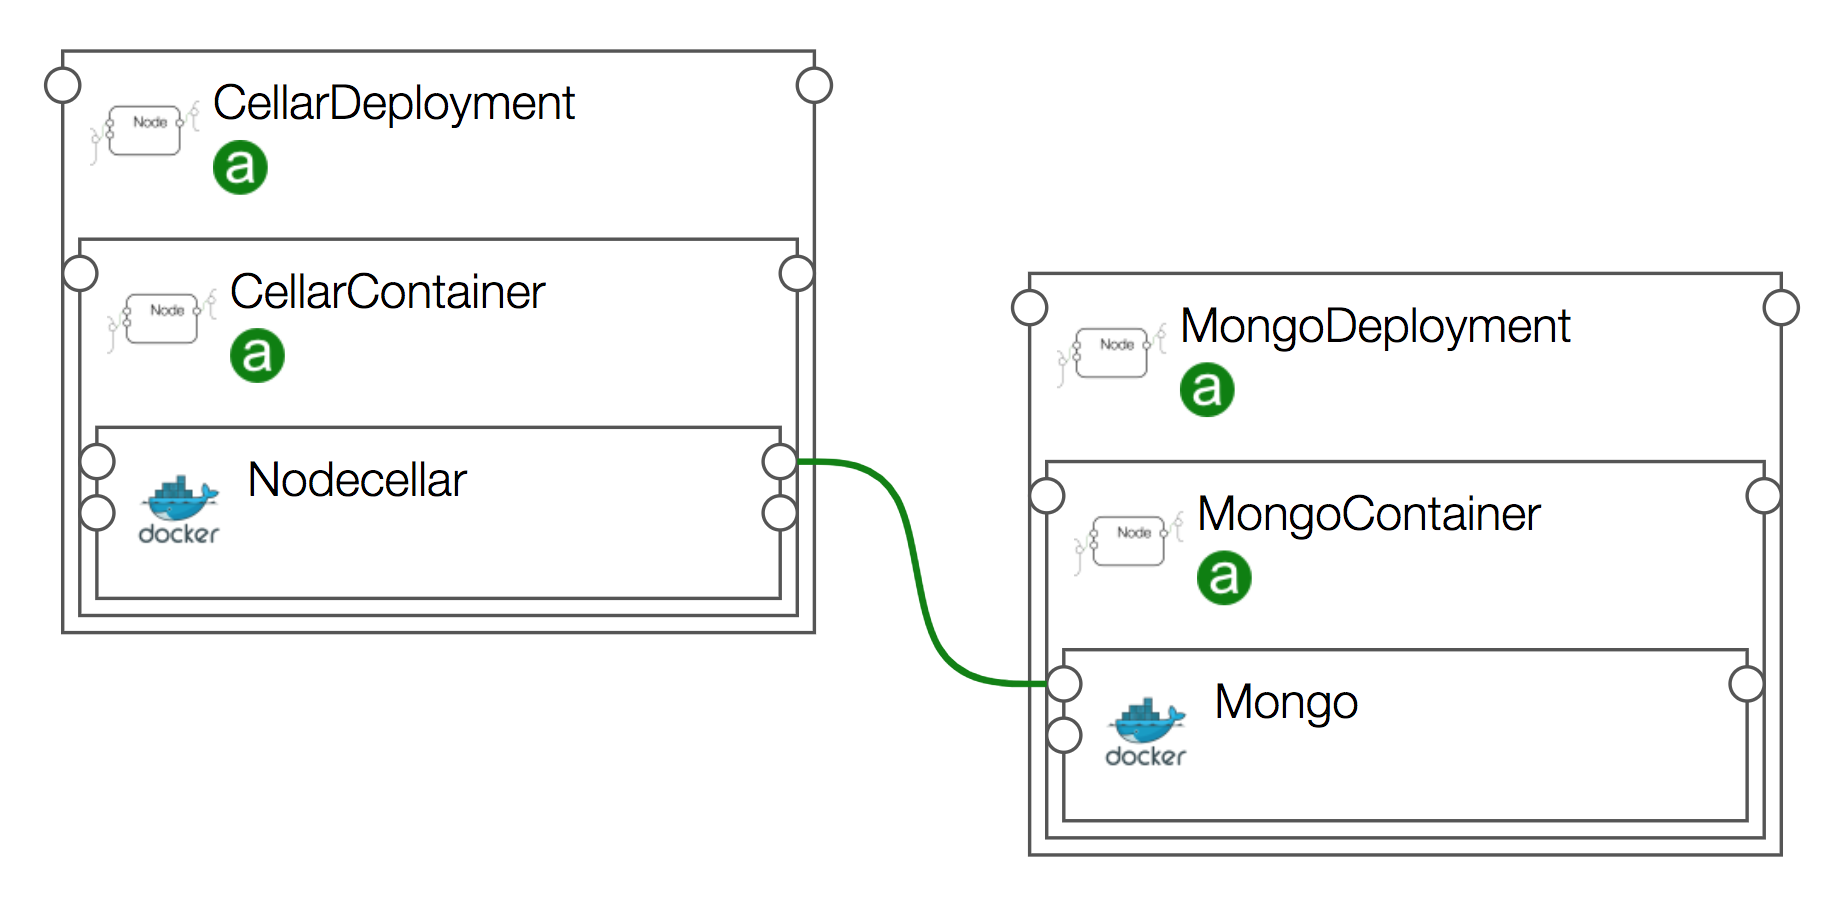 CellarDeployment
Node
a
CellarContainer
Node
a
Nodecellar
docker
MongoDeployment
Node
a
MongoContainer
Node
a
Mongo
docker